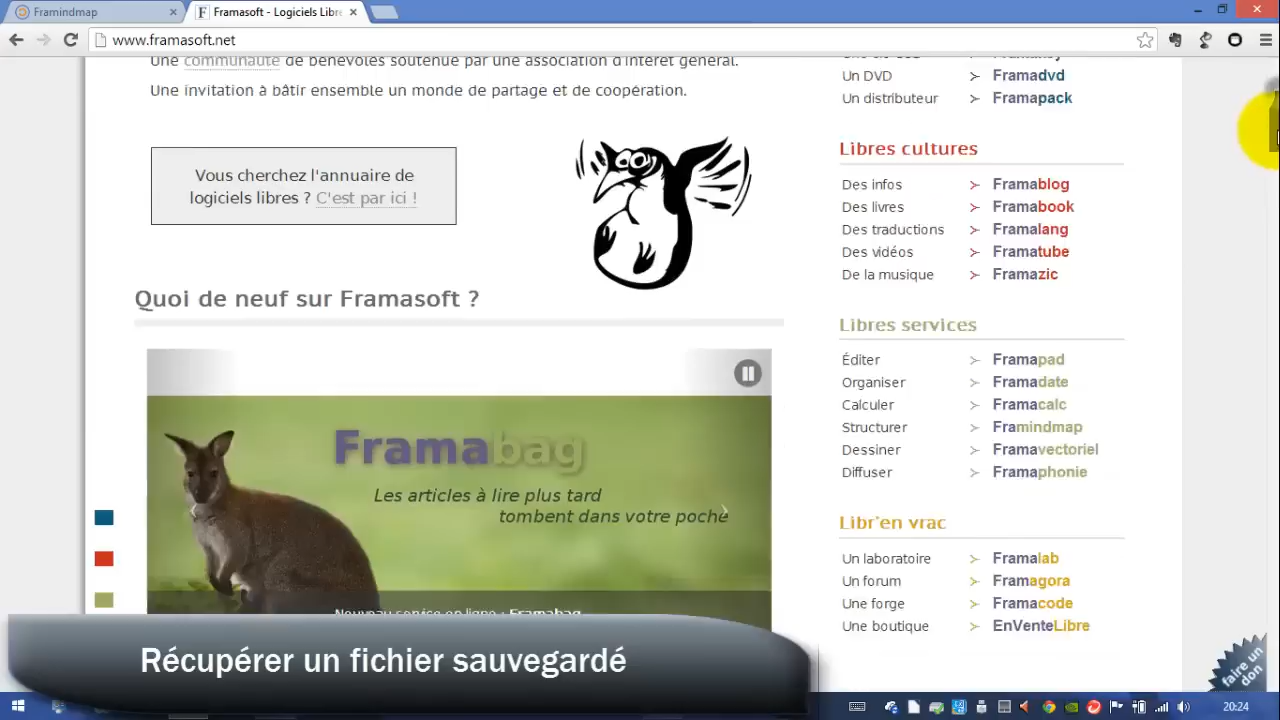 Framindmap
Framasoft - Logiciels Libre
www.framasoft.net
Une communauté de bénévoles soutenue par une association d'intérêt général.
Une invitation à bâtir ensemble un monde de partage et de coopération.
Vous cherchez l'annuaire de
logiciels libres ? C'est par ici !
Quoi de neuf sur Framasoft ?
Framabag
Les articles à lire plus tard
tombent dans votre poche
Nouveau service en ligne : Framabag
Un DVD Framadvd
Un distributeur Framapack
Libres cultures
Des infos Framablog
Des livres Framabook
Des traductions Framalang
Des vidéos Framatube
De la musique Framazic
Libres services
Éditer Framapad
Organiser Framadate
Calculer Framacalc
Structurer Framindmap
Dessiner Framavectoriel
Diffuser Framaphonie
Libr'en vrac
Un laboratoire Framalab
Un forum Framagora
Une forge Framacode
Une boutique EnVenteLibre
faire un
don
Récupérer un fichier sauvegardé
20:24